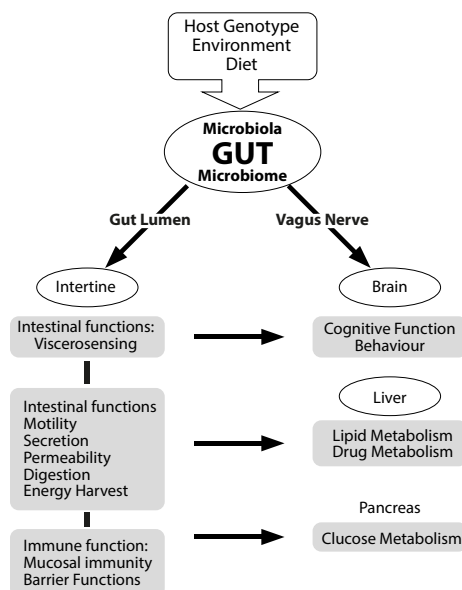 Host Genotype
Environment
Diet
Microbiola
GUT
Microbiome
Gut Lumen
Vagus Nerve
Intertine
Brain
Intestinal functions:
Viscerosensing
Cognitive Function
Behaviour
Intestinal functions
Motility
Secretion
Permeability
Digestion
Energy Harvest
Liver
Lipid Metabolism
Drug Metabolism
Immune function:
Mucosal immunity
Barrier Functions
Pancreas
Clucose Metabolism